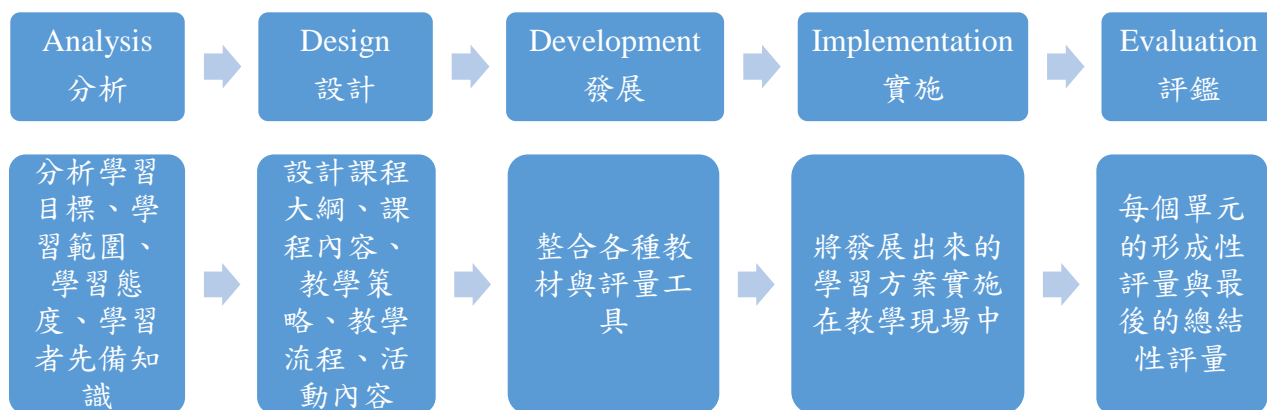 Analysis
分析
Design
設計
Development
發展
Implementation
實施
Evaluation
評鑑
分析學習
目標、學
習範圍、
學習態
度、學習
者先備知
識
設計課程
大綱、課
程內容、
教學策
略、教學
流程、活
動內容
整合各種教
材與評量工
具
將發展出來的
學習方案實施
在教學現場中
每個單元
的形成性
評量與最
後的總結
性評量